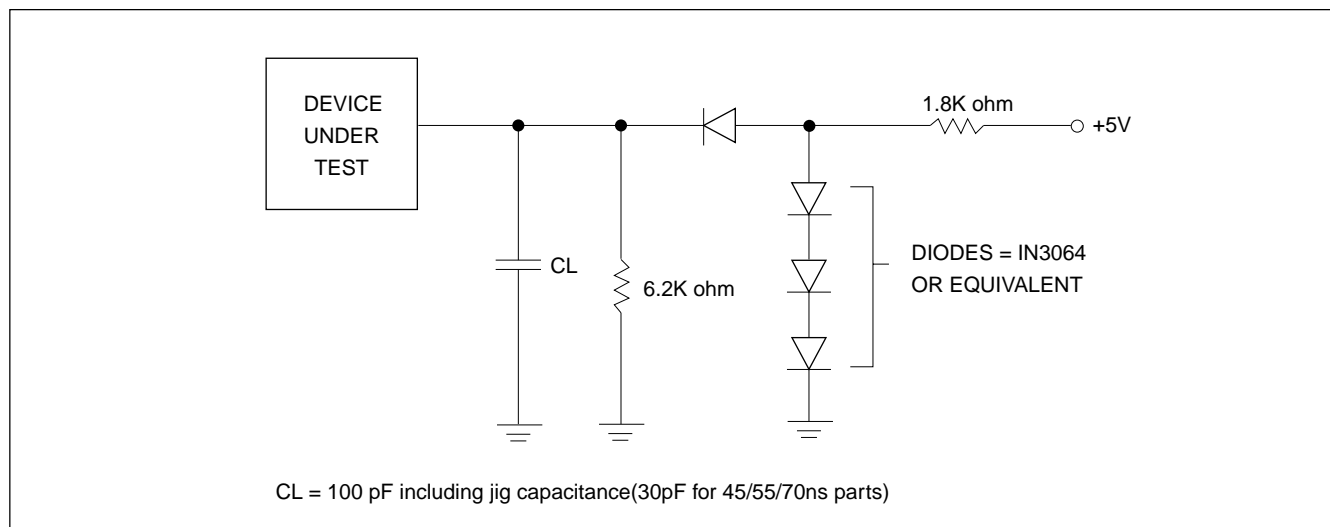 DEVICE
UNDER
TEST
1.8K ohm
+5V
CL
6.2K ohm
DIODES = IN3064
OR EQUIVALENT
CL = 100 pF including jig capacitance(30pF for 45/55/70ns parts)